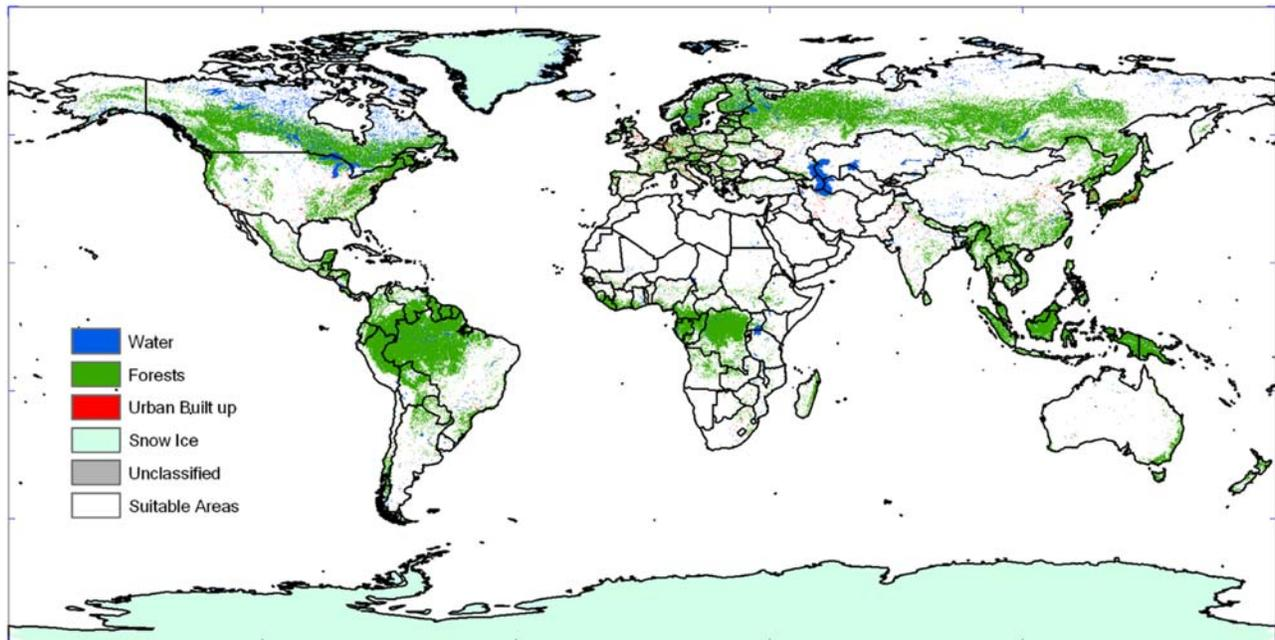 Water
Forests
Urban Built up
Snow Ice
Unclassified
Suitable Areas